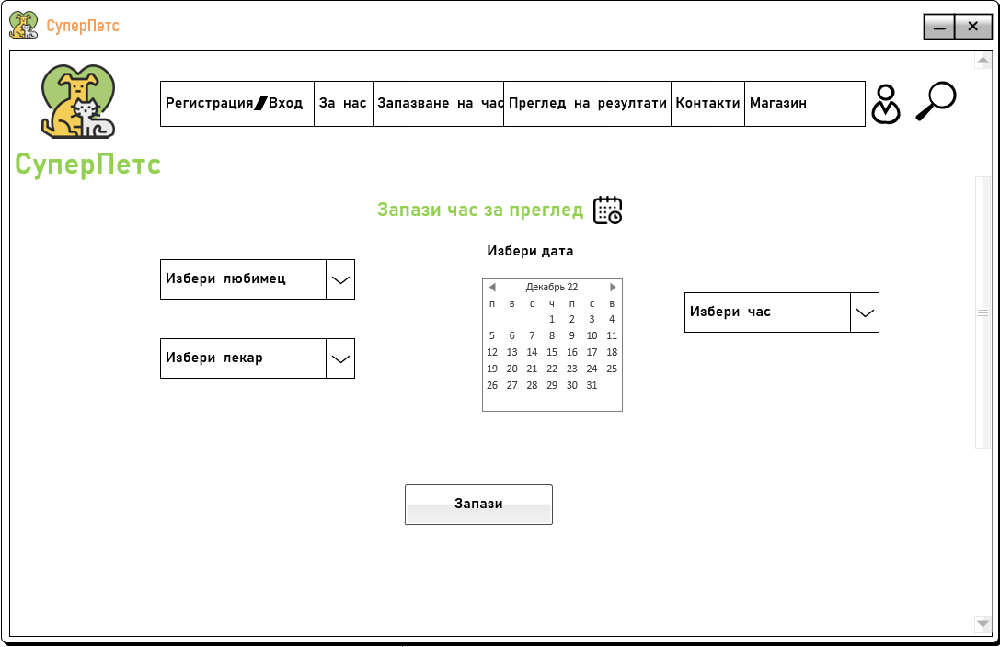 СуперПетс
Регистрация/Вход За нас Запазване на час Преглед на резултати Контакти Магазин
СуперПетс
Запази час за преглед
Избери дата
Избери любимец
Декабрь 22
п в с ч п с в
1 2 3 4
5 6 7 8 9 10 11
12 13 14 15 16 17 18
19 20 21 22 23 24 25
26 27 28 29 30 31
Избери час
Избери лекар
Запази